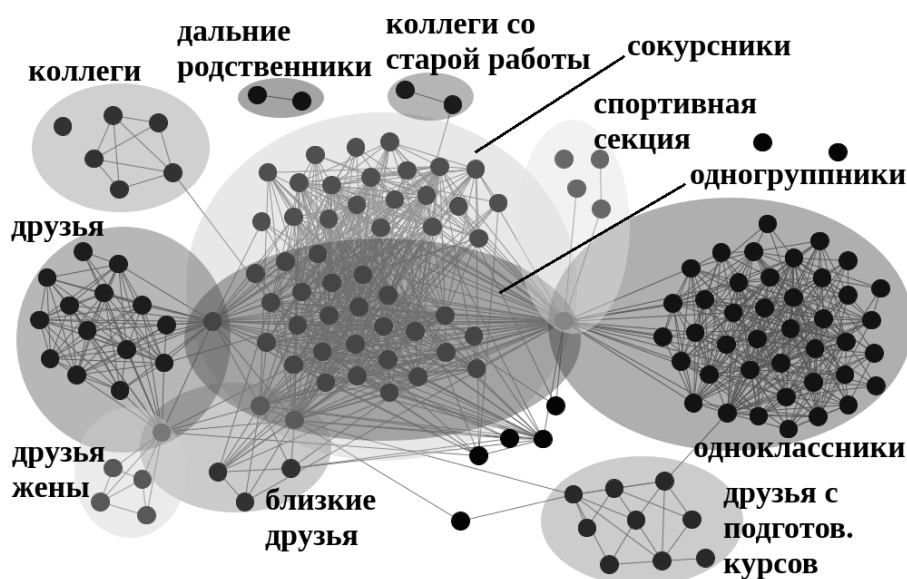 коллеги
дальние
родственники
коллеги со
старой работы
сокурсники
спортивная
секция
одногруппники
друзья
друзья
жены
близкие
друзья
одноклассники
друзья с
подготов.
курсов